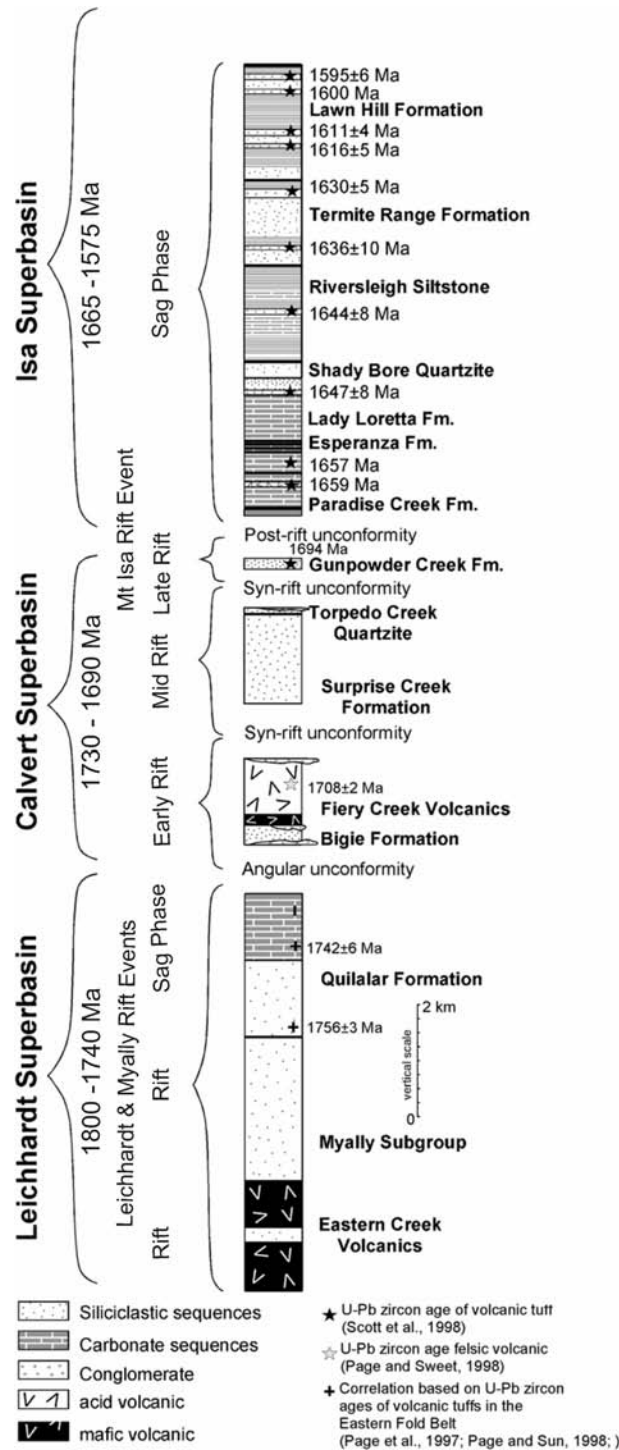 Isa Superbasin
1665 -1575 Ma
Sag Phase
1595±6 Ma
1600 Ma
Lawn Hill Formation
1611±4 Ma
1616±5 Ma
1630±5 Ma
Termite Range Formation
1636±10 Ma
Riversleigh Siltstone
1644±8 Ma
Shady Bore Quartzite
1647±8 Ma
Lady Loretta Fm.
Esperanza Fm.
1657 Ma
1659 Ma
Paradise Creek Fm.
Post-rift unconformity
Calvert Superbasin
1730 - 1690 Ma
Mt Isa Rift Event
Late Rift
1694 Ma
Gunpowder Creek Fm.
Syn-rift unconformity
Mid Rift
Torpedo Creek
Quartzite
Surprise Creek
Formation
Syn-rift unconformity
Early Rift
1708±2 Ma
Fiery Creek Volcanics
Bigie Formation
Angular unconformity
Leichhardt Superbasin
1800 -1740 Ma
Leichhardt & Myally Rift Events
Sag Phase
1742±6 Ma
Quilalar Formation
1756±3 Ma
Rift
Myally Subgroup
Rift
Eastern Creek
Volcanics
2 km
vertical scale
0
Siliciclastic sequences
Carbonate sequences
Conglomerate
acid volcanic
mafic volcanic
U-Pb zircon age of volcanic tuff
(Scott et al., 1998)
U-Pb zircon age felsic volcanic
(Page and Sweet, 1998)
Correlation based on U-Pb zircon
ages of volcanic tuffs in the
Eastern Fold Belt
(Page et al., 1997; Page and Sun, 1998; )